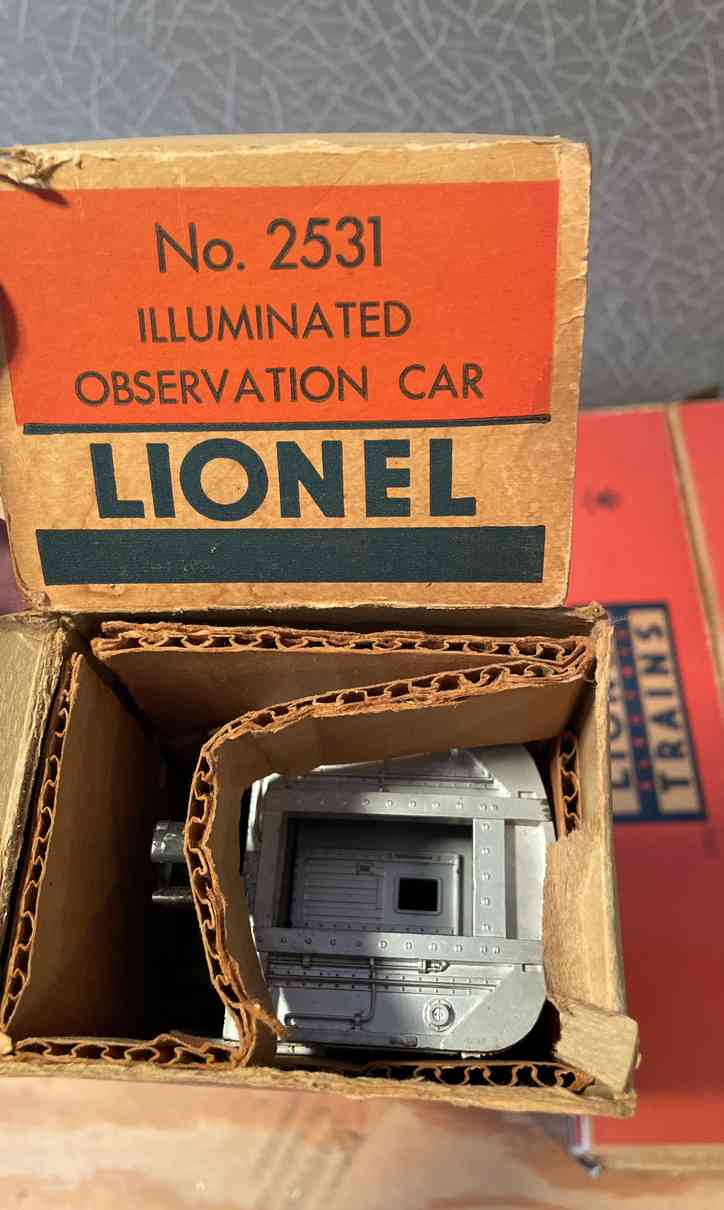 No. 2531
ILLUMINATED
OBSERVATION CAR
LIONEL
TRAINS